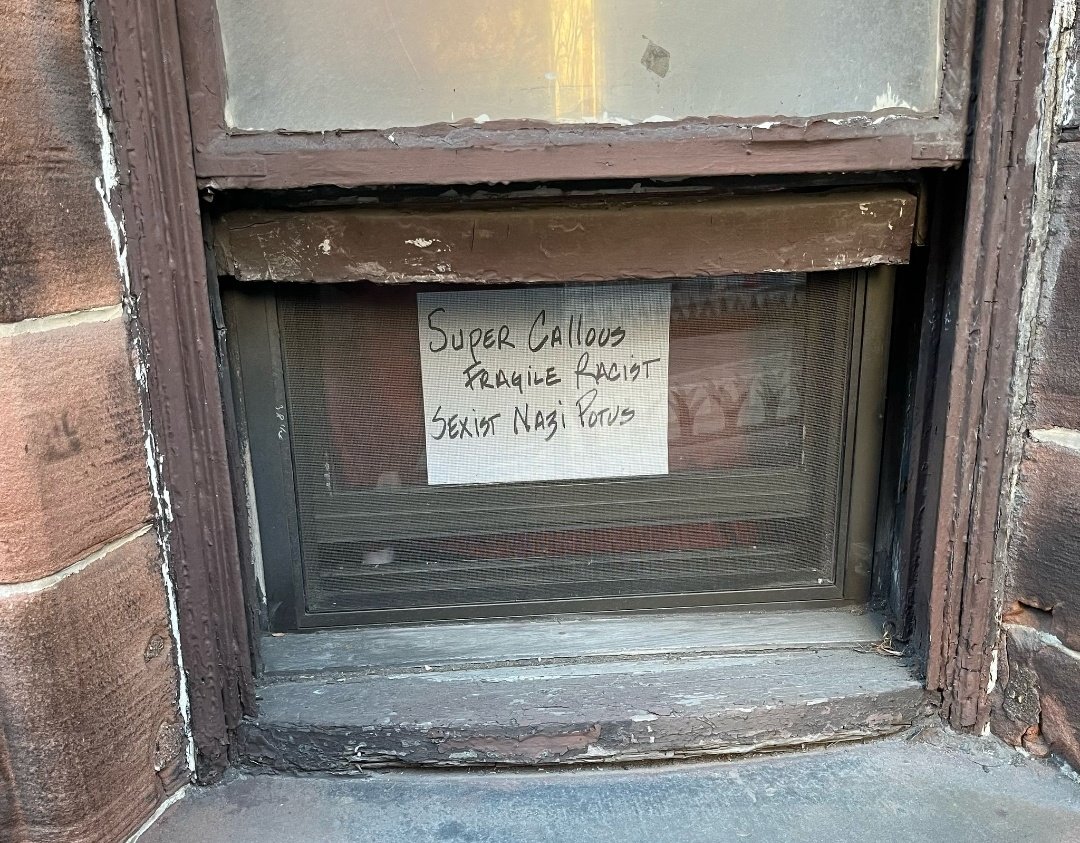 Super Callous
Fragile Racist
Sexist Nazi Potus